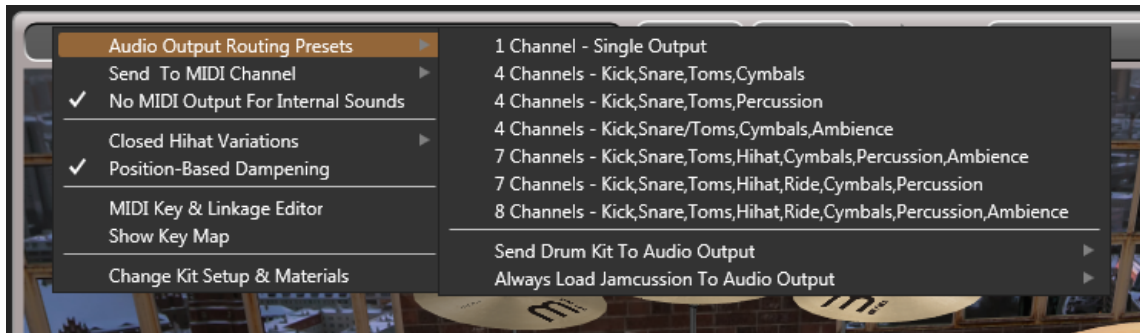 Audio Output Routing Presets
Send To MIDI Channel
No MIDI Output For Internal Sounds
Closed Hihat Variations
Position-Based Dampening
MIDI Key & Linkage Editor
Show Key Map
Change Kit Setup & Materials
1 Channel - Single Output
4 Channels - Kick,Snare,Toms,Cymbals
4 Channels - Kick,Snare,Toms,Percussion
4 Channels - Kick,Snare/Toms,Cymbals,Ambience
7 Channels - Kick,Snare,Toms,Hihat,Cymbals,Percussion,Ambience
7 Channels - Kick,Snare,Toms,Hihat,Ride,Cymbals,Percussion
8 Channels - Kick,Snare,Toms,Hihat,Ride,Cymbals,Percussion,Ambience
Send Drum Kit To Audio Output
Always Load Jamcussion To Audio Output